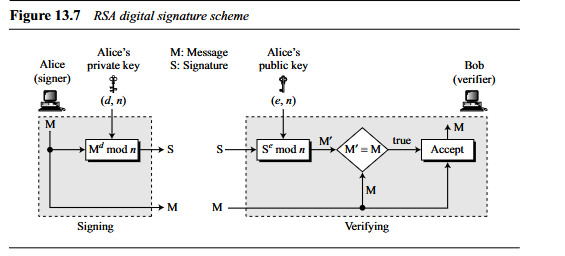 Figure 13.7 RSA digital signature scheme
Alice
(signer)
Alice's
private key
(d, n)
M: Message
S: Signature
Alice's
public key
(e, n)
Bob
(verifier)
M
M^d mod n
S
M
Signing
S
S^e mod n
M'
M' = M
true
Accept
M
M
M
Verifying